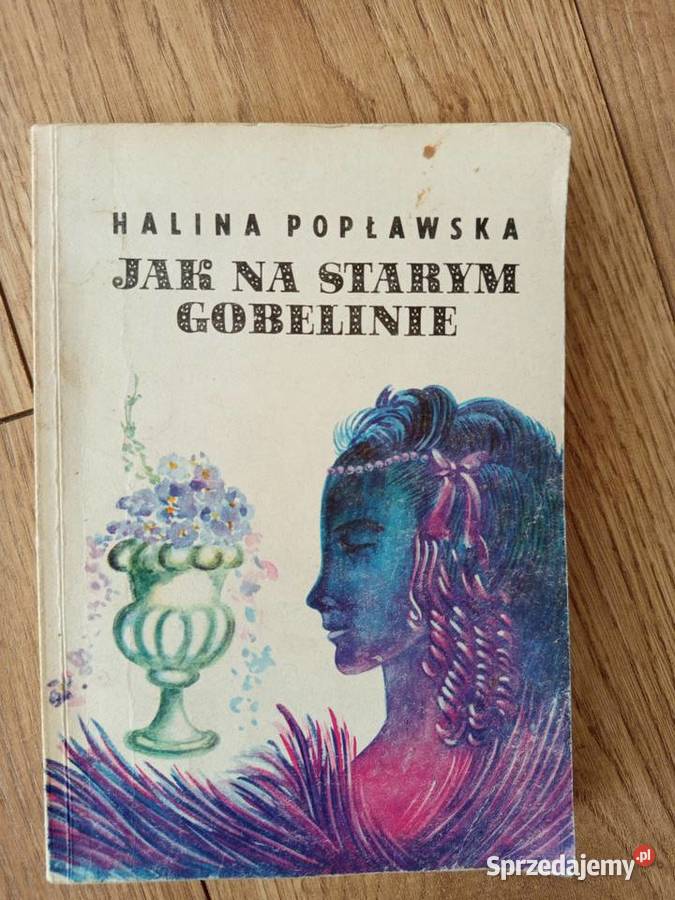 HALINA POPŁAWSKA
JAK NA STARYM
GOBELINIE
Sprzedajemy.pl